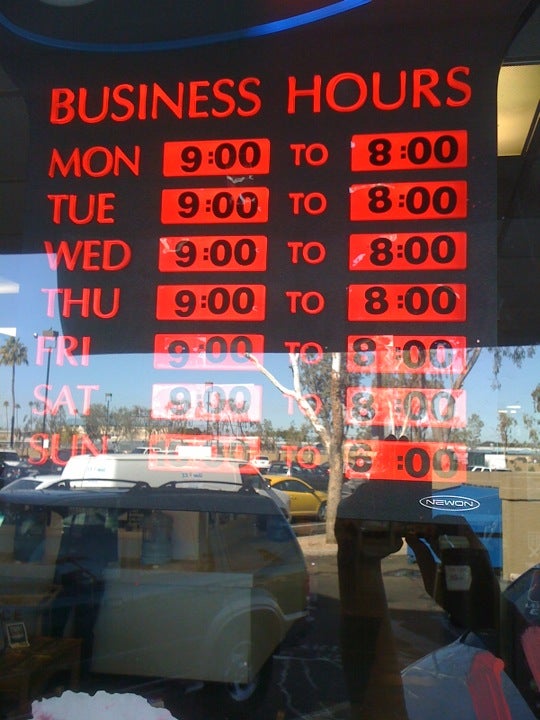 BUSINESS HOURS
MON 9:00 TO 8:00
TUE 9:00 TO 8:00
WED 9:00 TO 8:00
THU 9:00 TO 8:00
FRI 9:00 TO 8:00
SAT 9:00 TO 8:00
SUN TO :00
NEWON